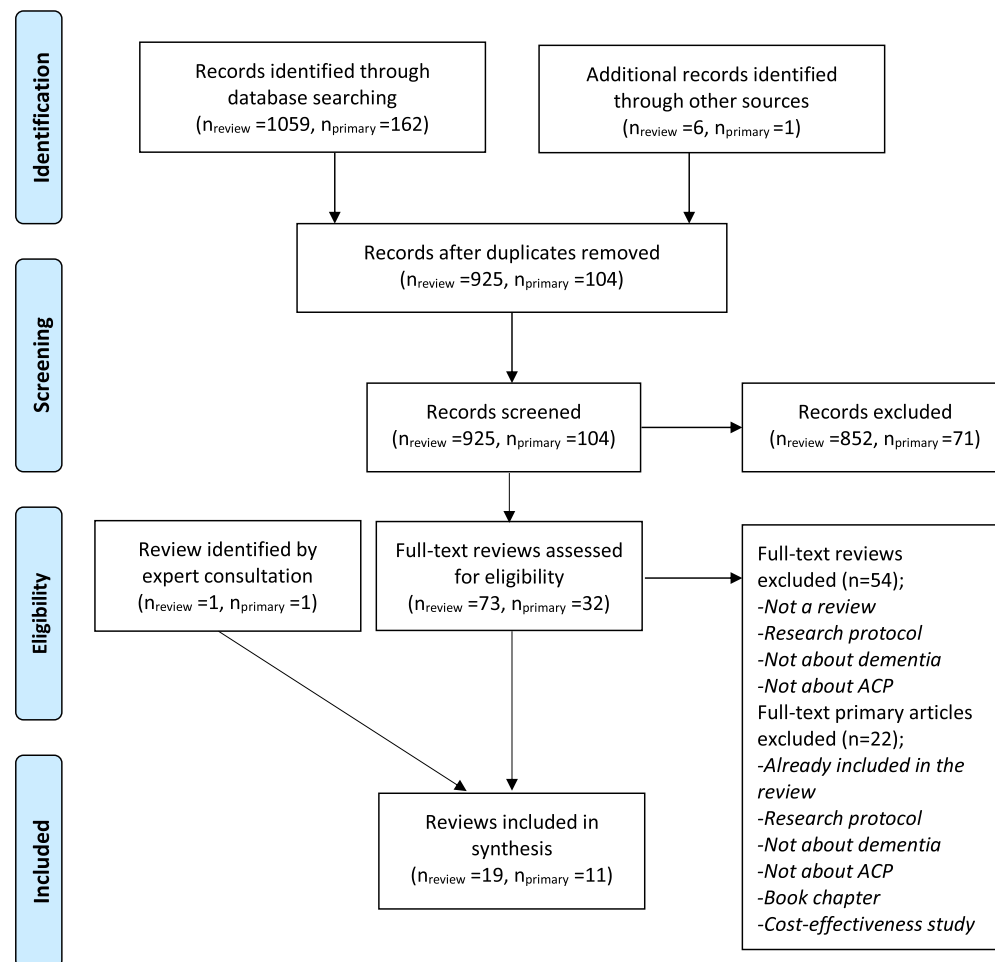 Identification
Records identified through
database searching
(nreview =1059, nprimary =162)
Additional records identified
through other sources
(nreview =6, nprimary =1)
Records after duplicates removed
(nreview =925, nprimary =104)
Screening
Records screened
(nreview =925, nprimary =104)
Records excluded
(nreview =852, nprimary =71)
Eligibility
Review identified by
expert consultation
(nreview =1, nprimary =1)
Full-text reviews assessed
for eligibility
(nreview =73, nprimary =32)
Full-text reviews
excluded (n=54);
-Not a review
-Research protocol
-Not about dementia
-Not about ACP
Full-text primary articles
excluded (n=22);
-Already included in the
review
-Research protocol
-Not about dementia
-Not about ACP
-Book chapter
-Cost-effectiveness study
Included
Reviews included in
synthesis
(nreview =19, nprimary =11)